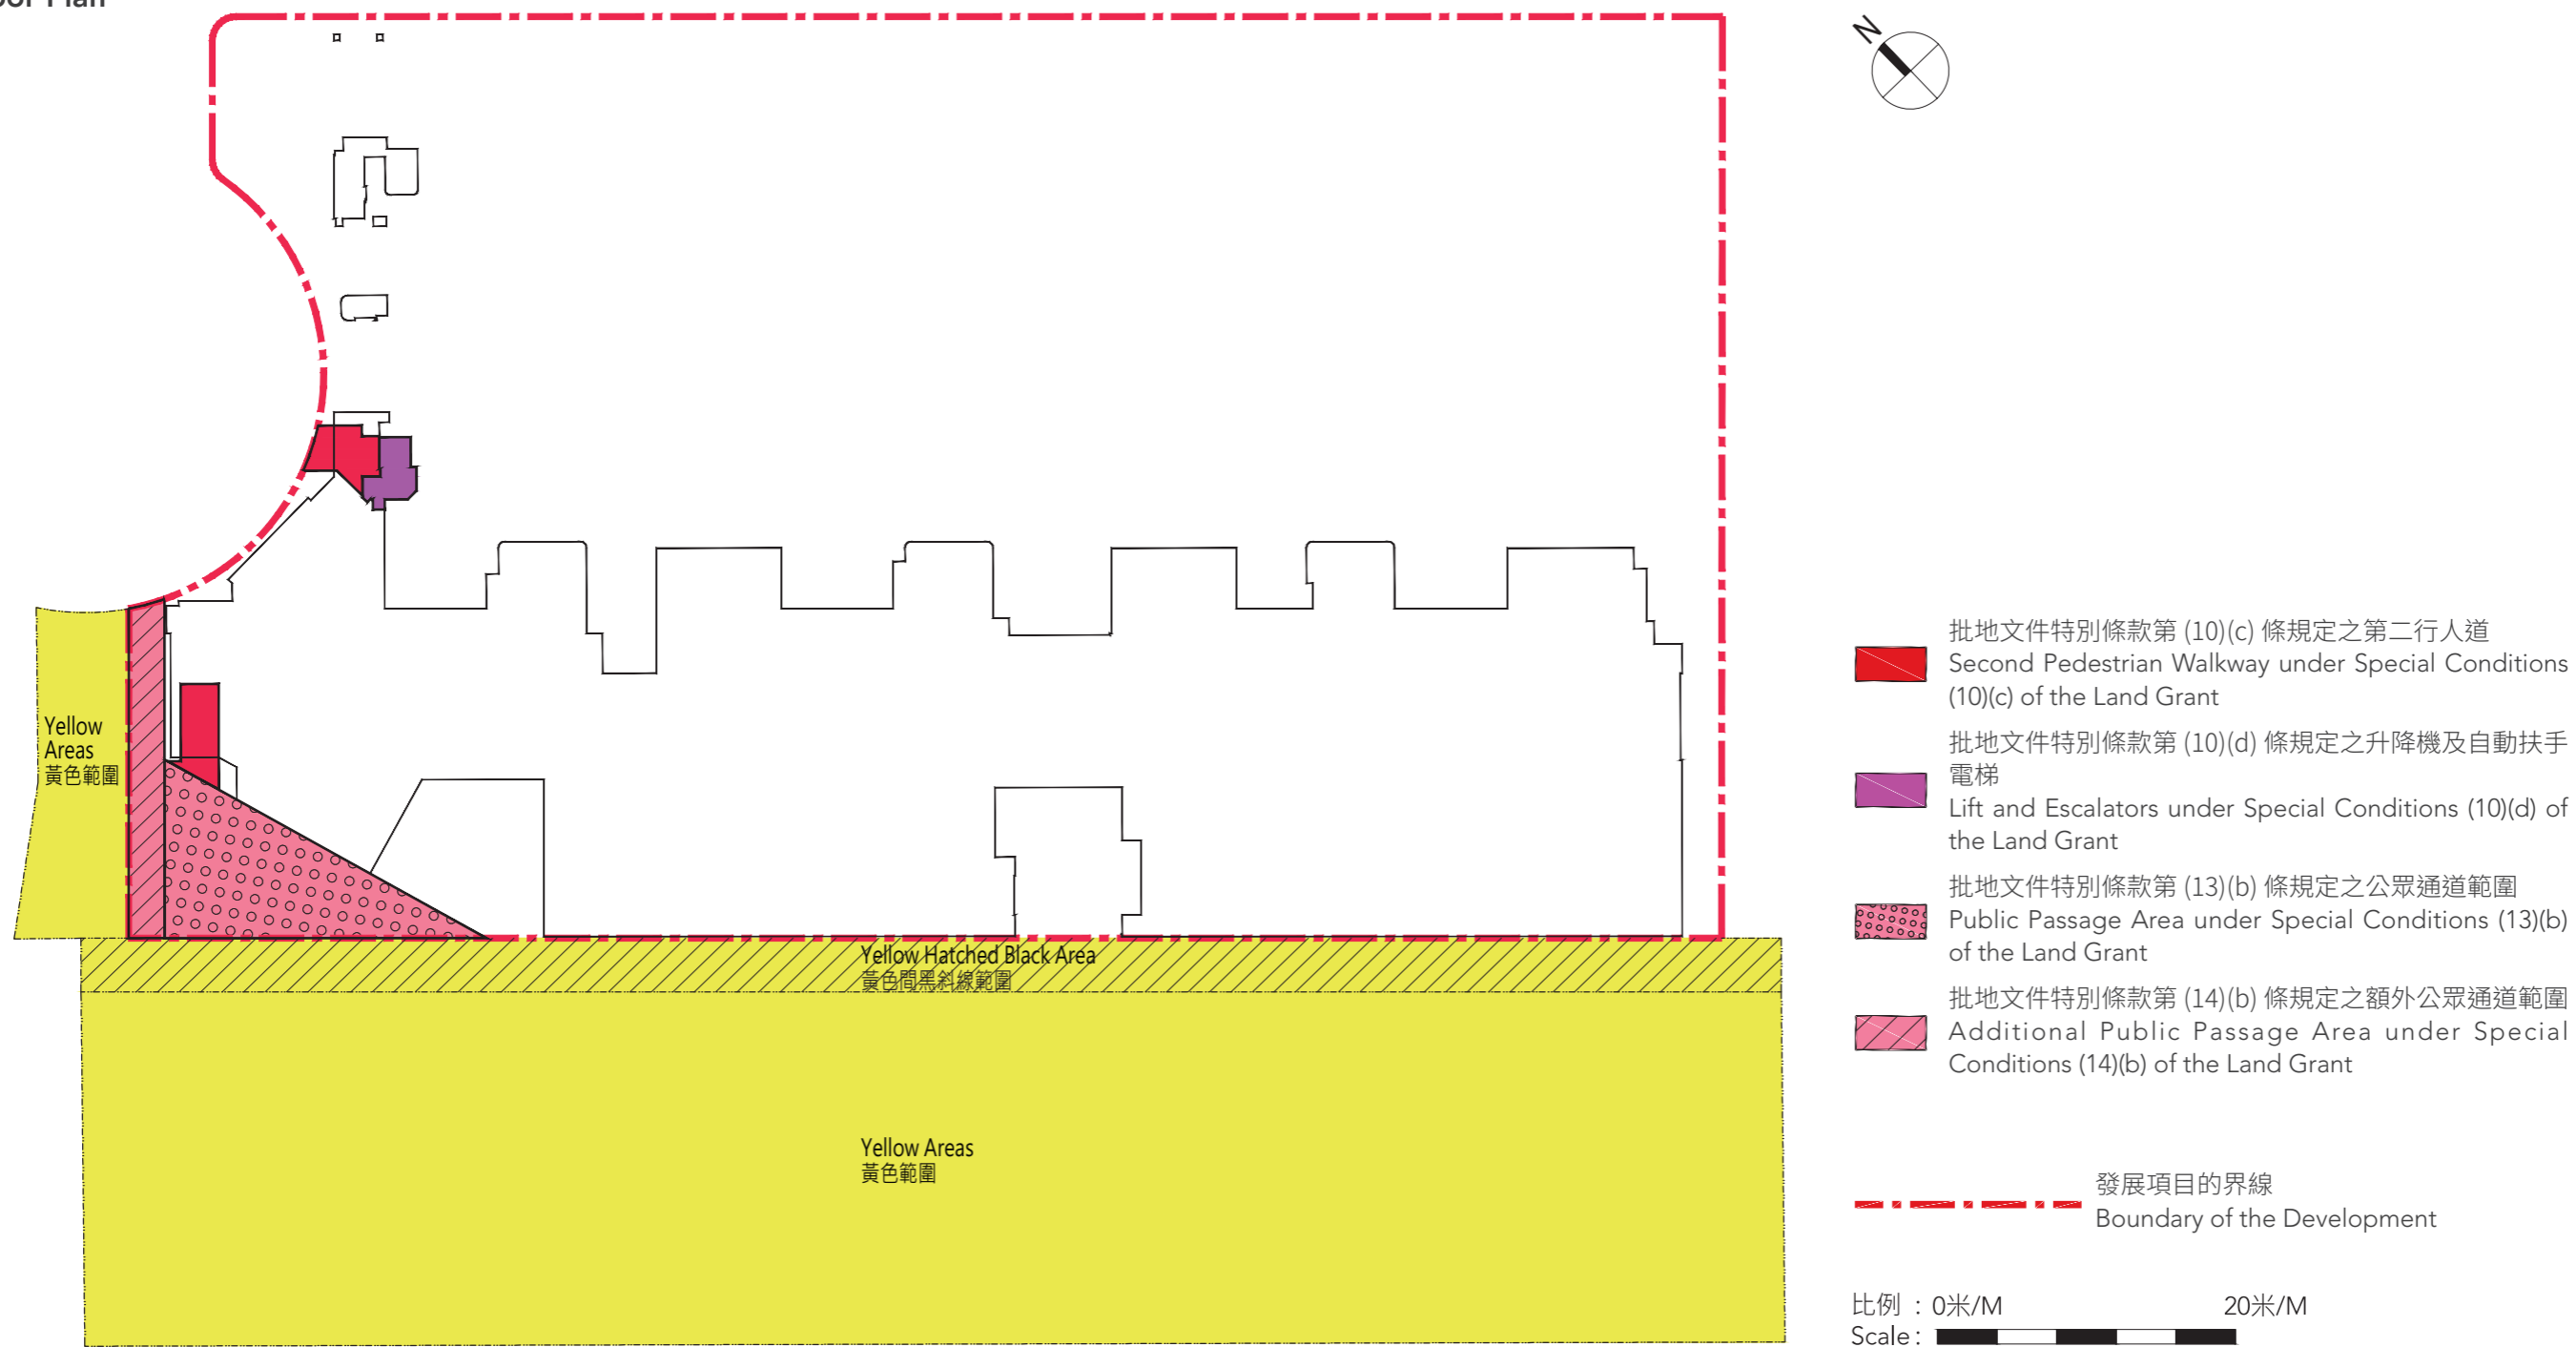 N
Yellow
Areas
黃色範圍
Yellow Hatched Black Area
黃色間黑斜線範圍
Yellow Areas
黃色範圍
批地文件特別條款第 (10)(c) 條規定之第二行人道
Second Pedestrian Walkway under Special Conditions
(10)(c) of the Land Grant
批地文件特別條款第 (10)(d) 條規定之升降機及自動扶手
電梯
Lift and Escalators under Special Conditions (10)(d) of
the Land Grant
批地文件特別條款第 (13)(b) 條規定之公眾通道範圍
Public Passage Area under Special Conditions (13)(b)
of the Land Grant
批地文件特別條款第 (14)(b) 條規定之額外公眾通道範圍
Additional Public Passage Area under Special
Conditions (14)(b) of the Land Grant
發展項目的界線
Boundary of the Development
比例 : 0米/M 20米/M
Scale :